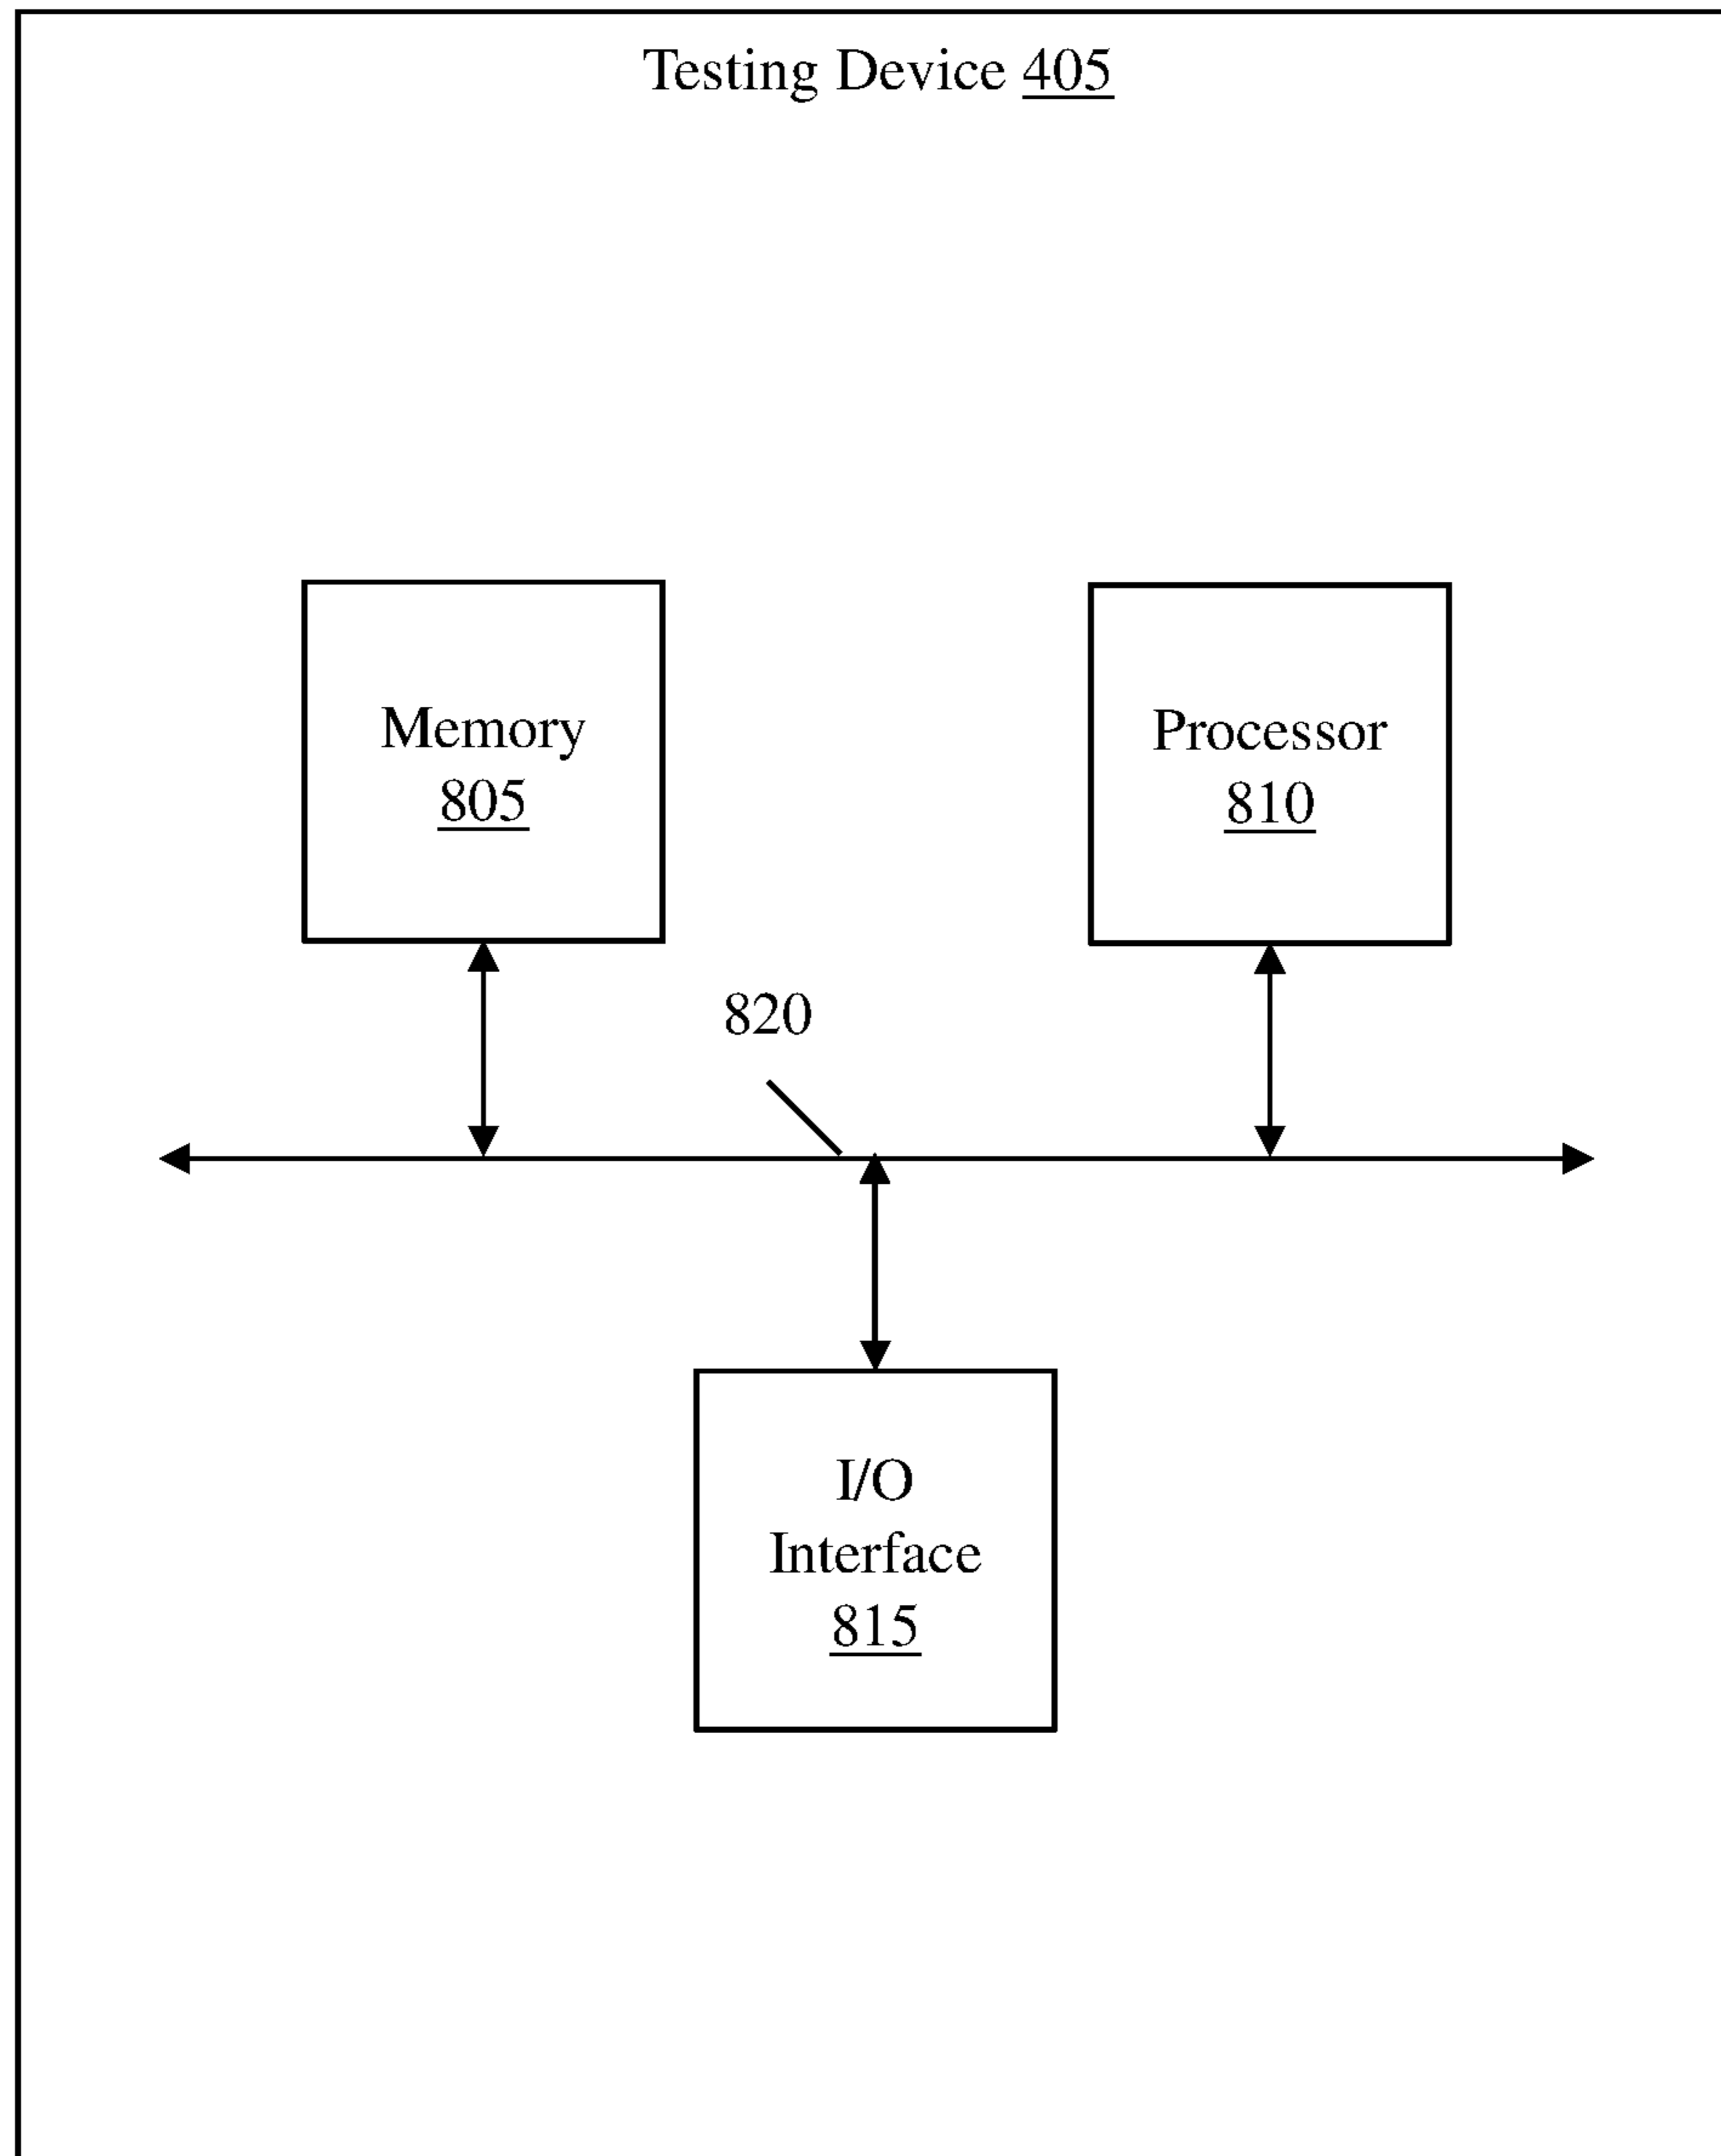 Testing Device 405
Memory
805
Processor
810
820
I/O
Interface
815